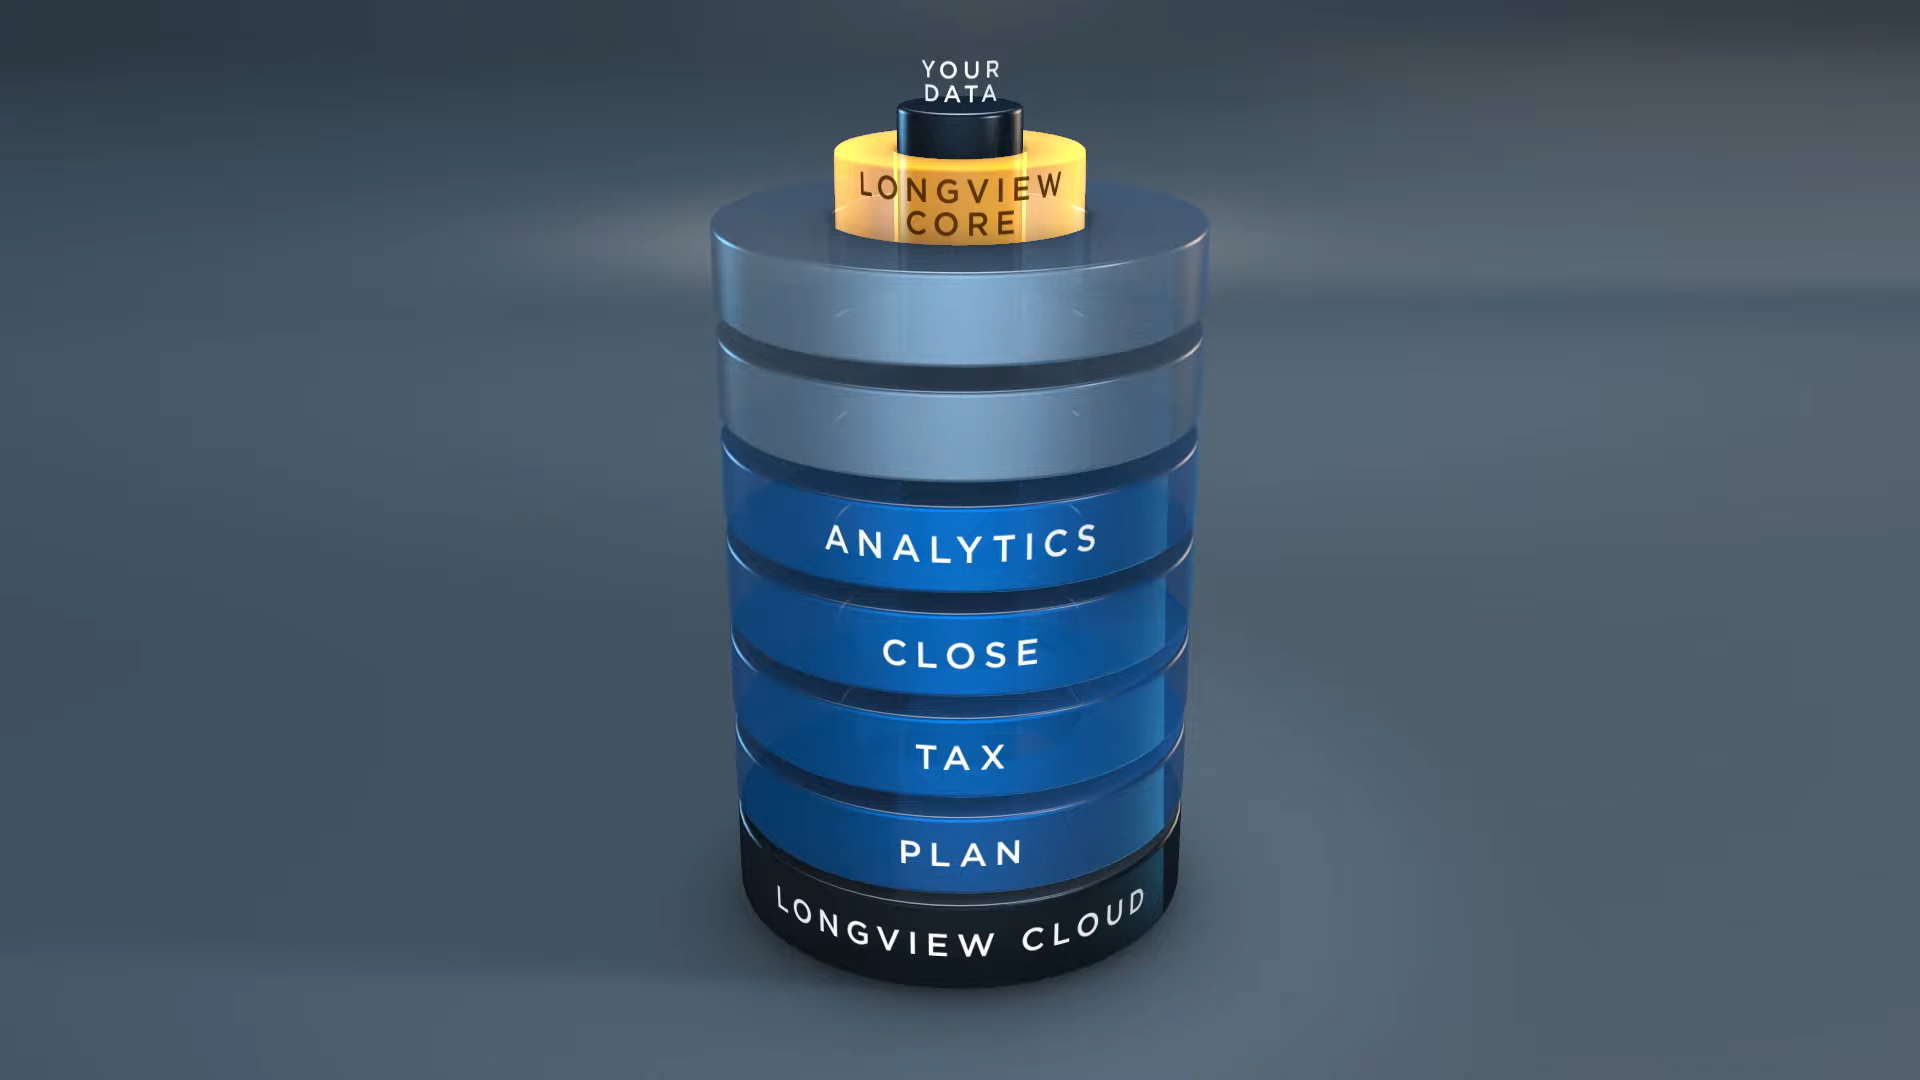 YOUR
DATA
LONGVIEW
CORE
ANALYTICS
CLOSE
TAX
PLAN
LONGVIEW CLOUD